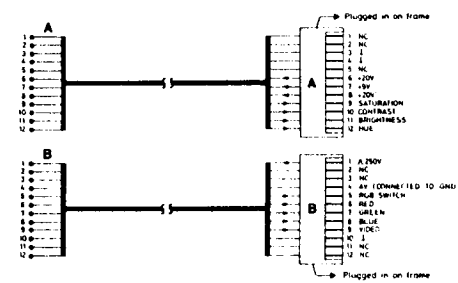 Plugged in on frame
A
1
2
3
4
5
6
7
8
9
10
11
12
A
1 NC
2 NC
3 ⊥
4 ⊥
5 NC
6 +20V
7 +9V
8 +20V
9 SATURATION
10 CONTRAST
11 BRIGHTNESS
12 HUE
B
1
2
3
4
5
6
7
8
9
10
11
12
B
1 250V
2 NC
3 NC
4 AV (CONNECTED TO GND)
5 RGB SWITCH
6 RED
7 GREEN
8 BLUE
9 VIDEO
10 ⊥
11 NC
12 NC
Plugged in on frame